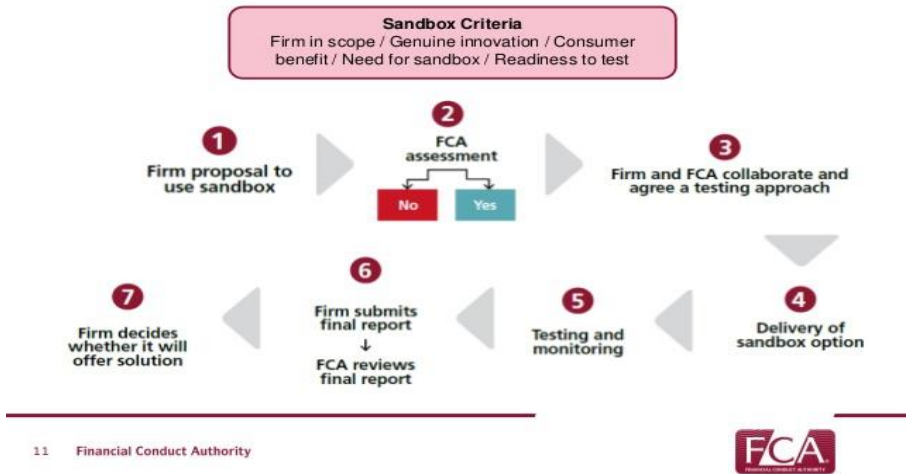 Sandbox Criteria
Firm in scope / Genuine innovation / Consumer
benefit / Need for sandbox / Readiness to test
1
Firm proposal to
use sandbox
2
FCA
assessment
No
Yes
3
Firm and FCA collaborate and
agree a testing approach
4
Delivery of
sandbox option
5
Testing and
monitoring
6
Firm submits
final report
↓
FCA reviews
final report
7
Firm decides
whether it will
offer solution
11 Financial Conduct Authority
FCA
FINANCIAL CONDUCT AUTHORITY